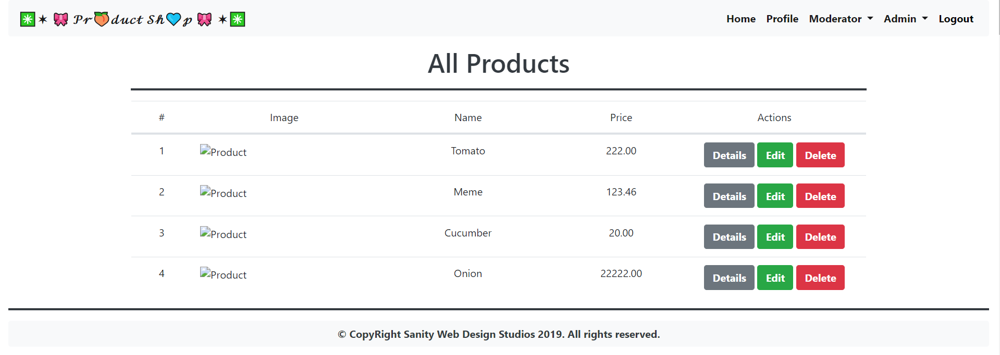 ✳️✶ 🎀 𝒫𝓇🍑𝒹𝓊𝒸𝓉 𝒮𝒽💙𝓅 🎀 ✶✳️ Home Profile Moderator Admin Logout
All Products
# Image Name Price Actions
1 Product Tomato 222.00 Details Edit Delete
2 Product Meme 123.46 Details Edit Delete
3 Product Cucumber 20.00 Details Edit Delete
4 Product Onion 22222.00 Details Edit Delete
© CopyRight Sanity Web Design Studios 2019. All rights reserved.